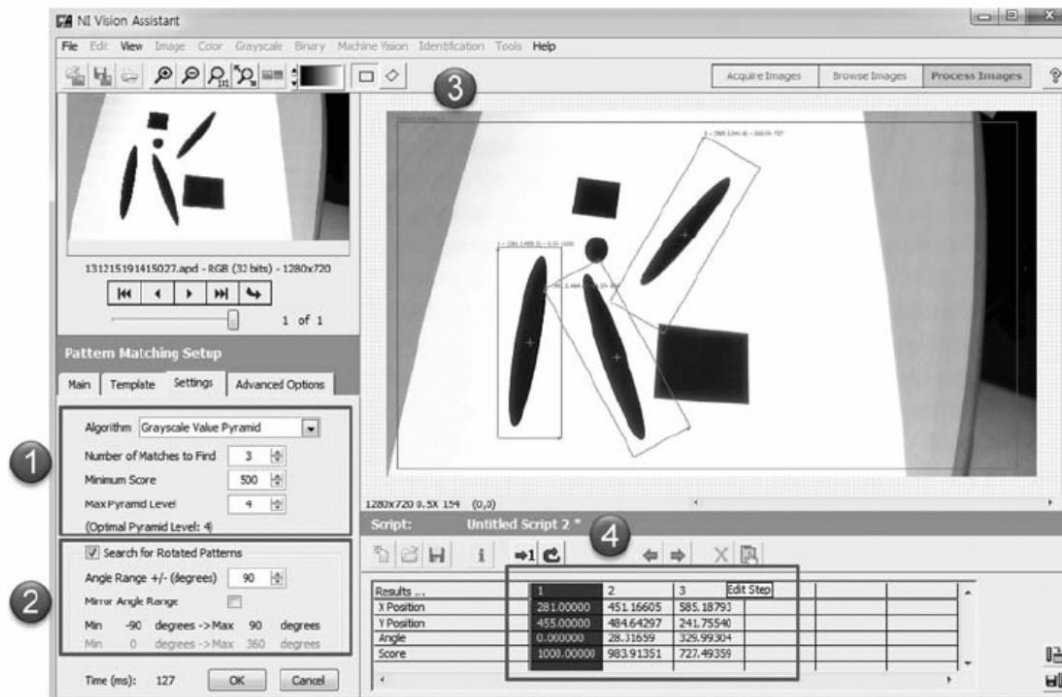 NI Vision Assistant
File Edit View Image Color Grayscale Binary Machine Vision Identification Tools Help
3
Acquire Images Browse Images Process Images
131215191415027.apd - RGB (32 bits) - 1280x720
1 of 1
Pattern Matching Setup
Main Template Settings Advanced Options
1
Algorithm Grayscale Value Pyramid
Number of Matches to Find 3
Minimum Score 500
Max Pyramid Level 4
(Optimal Pyramid Level: 4)
2
Search for Rotated Patterns
Angle Range +/- (degrees) 90
Mirror Angle Range
Min -90 degrees ->Max 90 degrees
Min 0 degrees ->Max 360 degrees
Time (ms): 127 OK Cancel
1280x720 0.5X 154 (0,0)
Script: Untitled Script 2 *
4
Results ... 1 2 3 Edit Step
X Position 281.00000 451.16605 585.18793
Y Position 455.00000 484.64297 241.75540
Angle 0.000000 28.31659 329.99304
Score 1000.00000 983.91351 727.49359